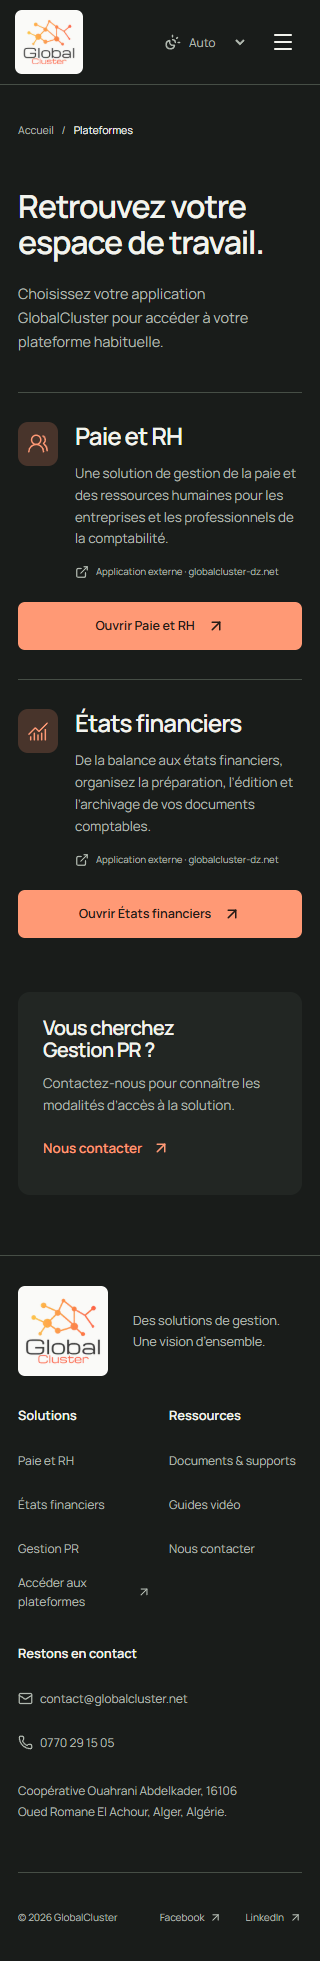 Global
Cluster
Auto
Accueil / Plateformes
Retrouvez votre
espace de travail.
Choisissez votre application
GlobalCluster pour accéder à votre
plateforme habituelle.
Paie et RH
Une solution de gestion de la paie et
des ressources humaines pour les
entreprises et les professionnels de
la comptabilité.
Application externe · globalcluster-dz.net
Ouvrir Paie et RH
États financiers
De la balance aux états financiers,
organisez la préparation, l'édition et
l'archivage de vos documents
comptables.
Application externe · globalcluster-dz.net
Ouvrir États financiers
Vous cherchez
Gestion PR ?
Contactez-nous pour connaître les
modalités d'accès à la solution.
Nous contacter
Global
Cluster
Des solutions de gestion.
Une vision d'ensemble.
Solutions
Paie et RH
États financiers
Gestion PR
Accéder aux
plateformes
Ressources
Documents & supports
Guides vidéo
Nous contacter
Restons en contact
contact@globalcluster.net
0770 29 15 05
Coopérative Ouahrani Abdelkader, 16106
Oued Romane El Achour, Alger, Algérie.
© 2026 GlobalCluster
Facebook
LinkedIn